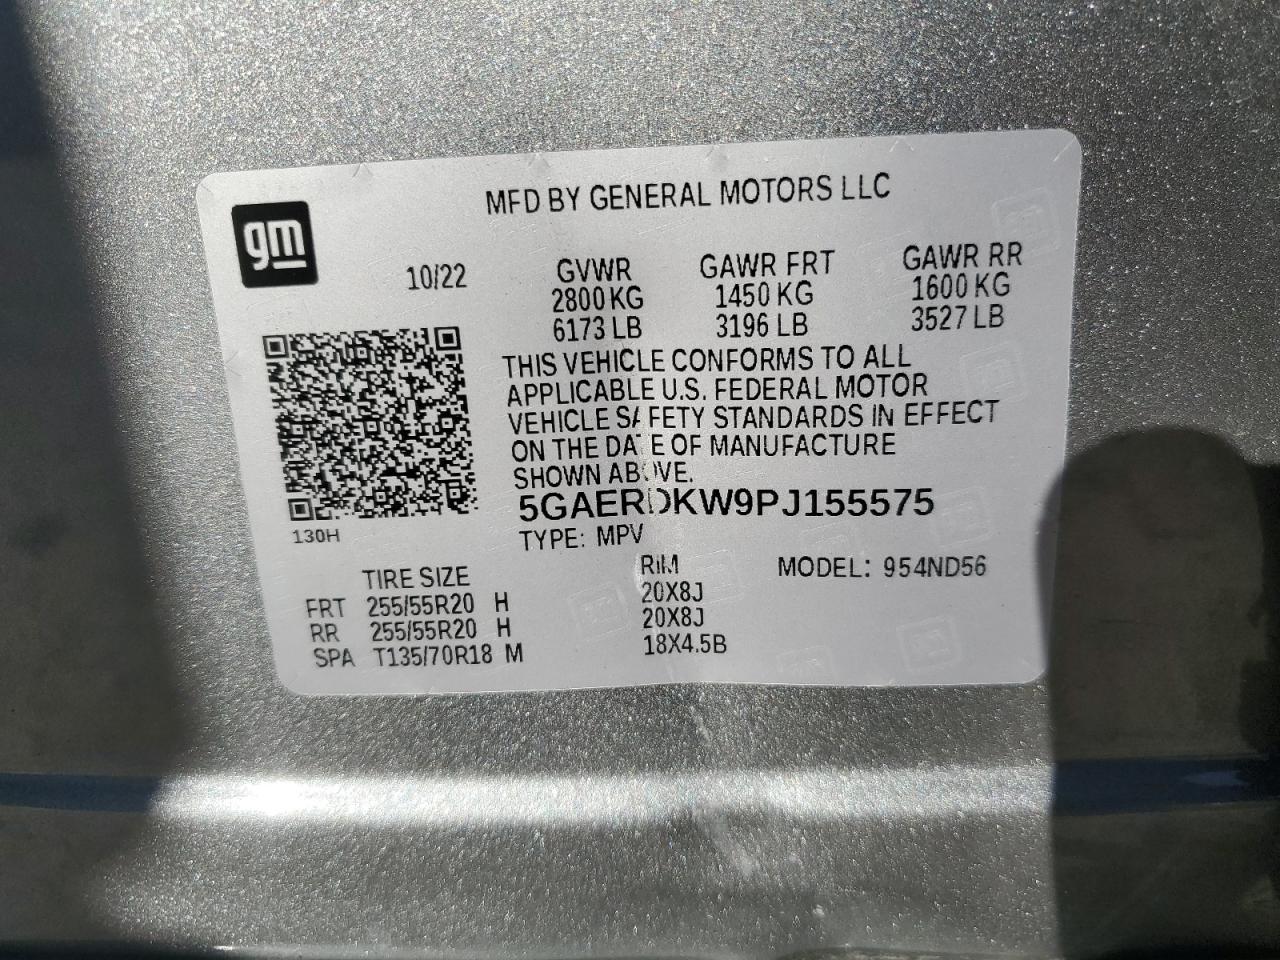 MFD BY GENERAL MOTORS LLC
gm
10/22
GVWR GAWR FRT GAWR RR
2800 KG 1450 KG 1600 KG
6173 LB 3196 LB 3527 LB
THIS VEHICLE CONFORMS TO ALL
APPLICABLE U.S. FEDERAL MOTOR
VEHICLE SAFETY STANDARDS IN EFFECT
ON THE DATE OF MANUFACTURE
SHOWN ABOVE.
5GAERDKW9PJ155575
130H
TYPE: MPV
TIRE SIZE RIM MODEL: 954ND56
FRT 255/55R20 H 20X8J
RR 255/55R20 H 20X8J
SPA T135/70R18 M 18X4.5B